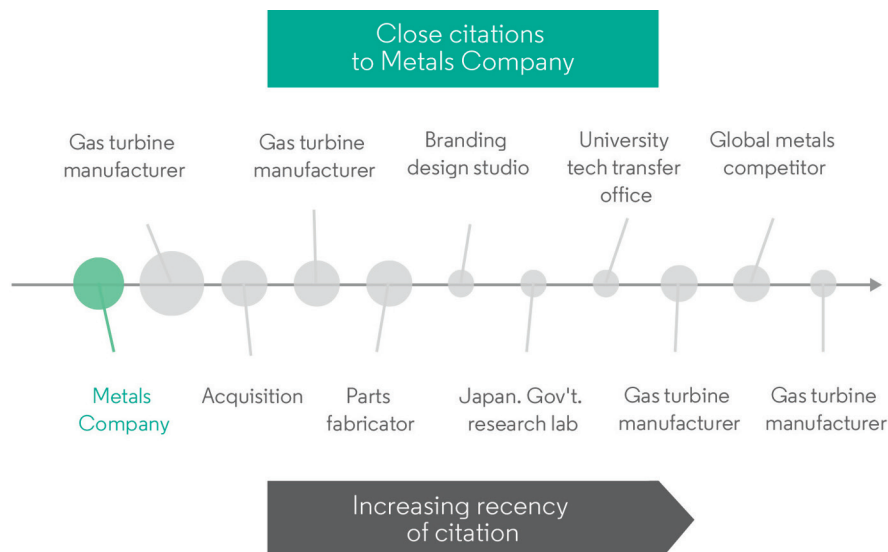 Close citations
to Metals Company
Gas turbine
manufacturer
Gas turbine
manufacturer
Branding
design studio
University
tech transfer
office
Global metals
competitor
Metals
Company
Acquisition
Parts
fabricator
Japan. Gov't.
research lab
Gas turbine
manufacturer
Gas turbine
manufacturer
Increasing recency
of citation